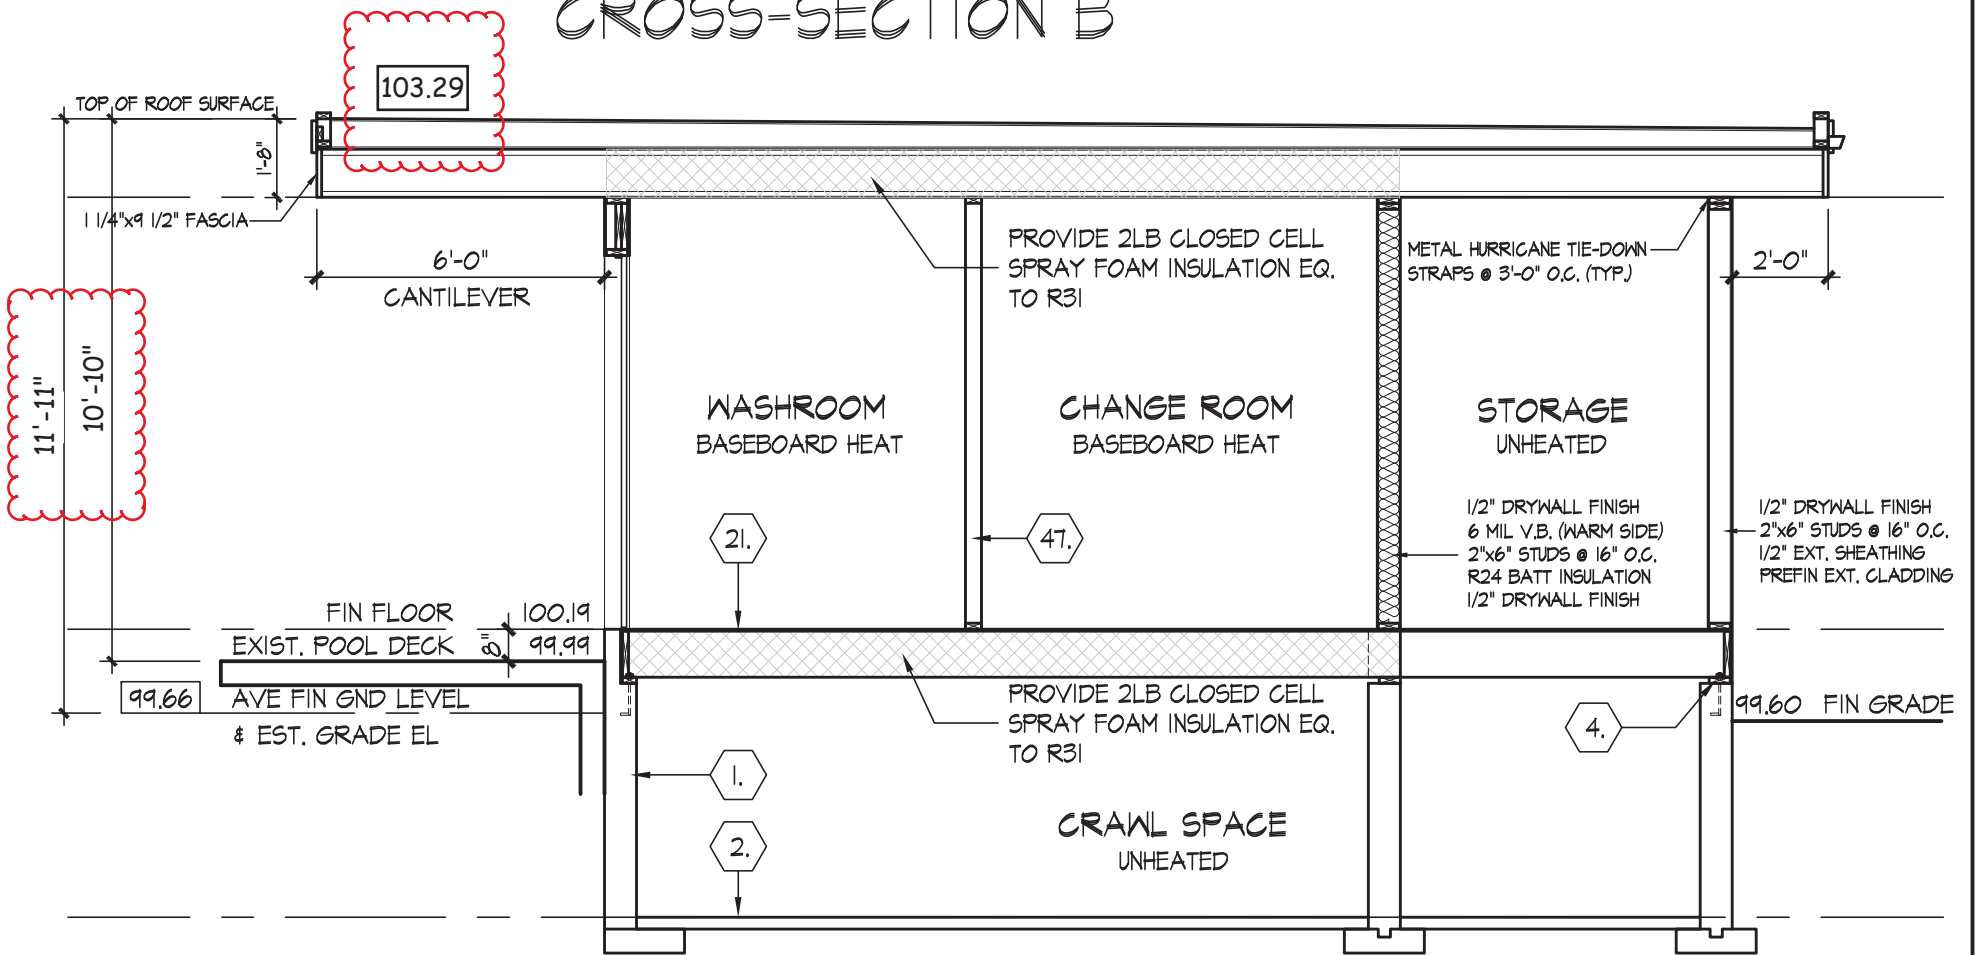 CROSS-SECTION B
103.29
TOP OF ROOF SURFACE
1'-8"
1 1/4"x9 1/2" FASCIA
6'-0"
CANTILEVER
PROVIDE 2LB CLOSED CELL
SPRAY FOAM INSULATION EQ.
TO R31
METAL HURRICANE TIE-DOWN
STRAPS @ 3'-0" O.C. (TYP.)
2'-0"
11'-11"
10'-10"
WASHROOM
BASEBOARD HEAT
CHANGE ROOM
BASEBOARD HEAT
STORAGE
UNHEATED
1/2" DRYWALL FINISH
6 MIL V.B. (WARM SIDE)
2"x6" STUDS @ 16" O.C.
R24 BATT INSULATION
1/2" DRYWALL FINISH
1/2" DRYWALL FINISH
2"x6" STUDS @ 16" O.C.
1/2" EXT. SHEATHING
PREFIN EXT. CLADDING
21.
47.
FIN FLOOR 100.19
EXIST. POOL DECK 99.99
8"
99.66 AVE FIN GND LEVEL
& EST. GRADE EL
PROVIDE 2LB CLOSED CELL
SPRAY FOAM INSULATION EQ.
TO R31
4.
99.60 FIN GRADE
1.
2.
CRAWL SPACE
UNHEATED